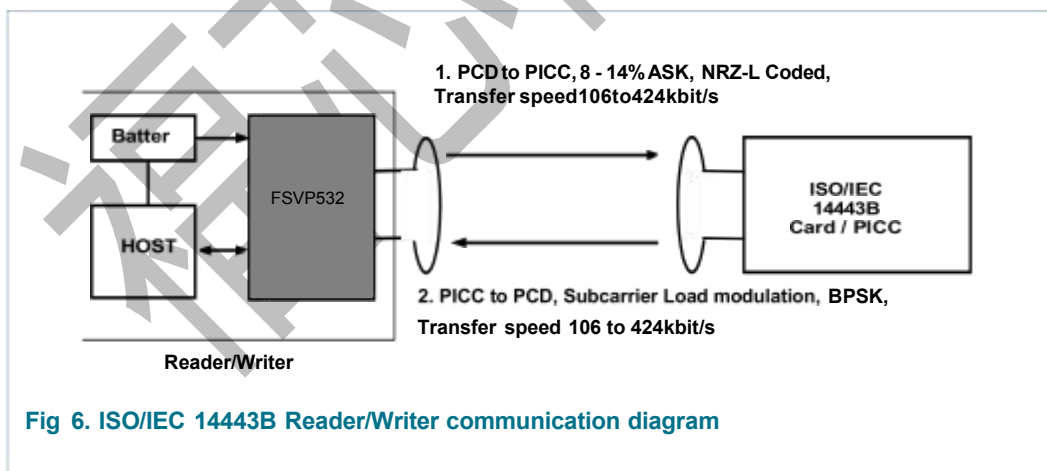 1. PCD to PICC, 8 - 14% ASK, NRZ-L Coded,
Transfer speed106to424kbit/s
Batter
FSVP532
HOST
ISO/IEC
14443B
Card / PICC
2. PICC to PCD, Subcarrier Load modulation, BPSK,
Transfer speed 106 to 424kbit/s
Reader/Writer
Fig 6. ISO/IEC 14443B Reader/Writer communication diagram